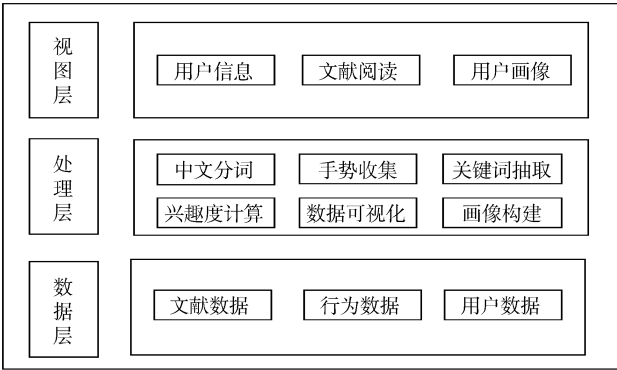 视图层
用户信息 文献阅读 用户画像
处理层
中文分词 手势收集 关键词抽取
兴趣度计算 数据可视化 画像构建
数据层
文献数据 行为数据 用户数据